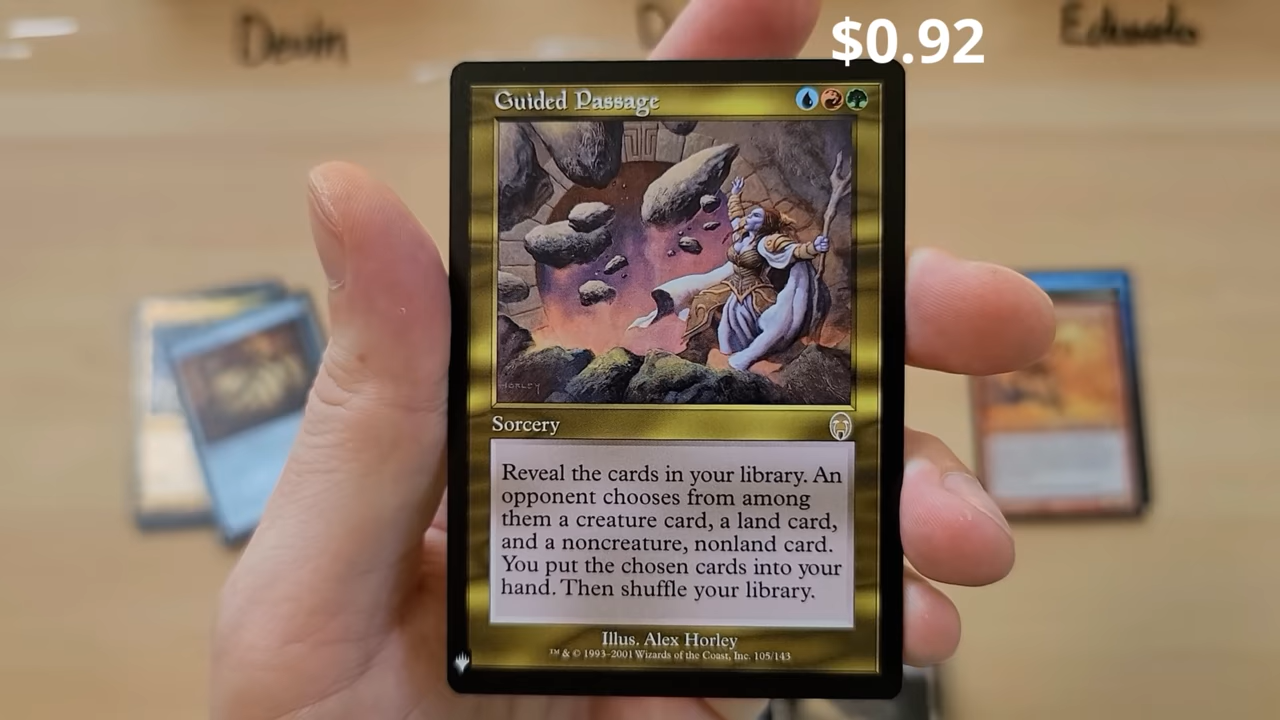 Devin
Eduardo
$0.92
Guided Passage
HORLEY
Sorcery
Reveal the cards in your library. An
opponent chooses from among
them a creature card, a land card,
and a noncreature, nonland card.
You put the chosen cards into your
hand. Then shuffle your library.
Illus. Alex Horley
™ & © 1993–2001 Wizards of the Coast, Inc. 105/143